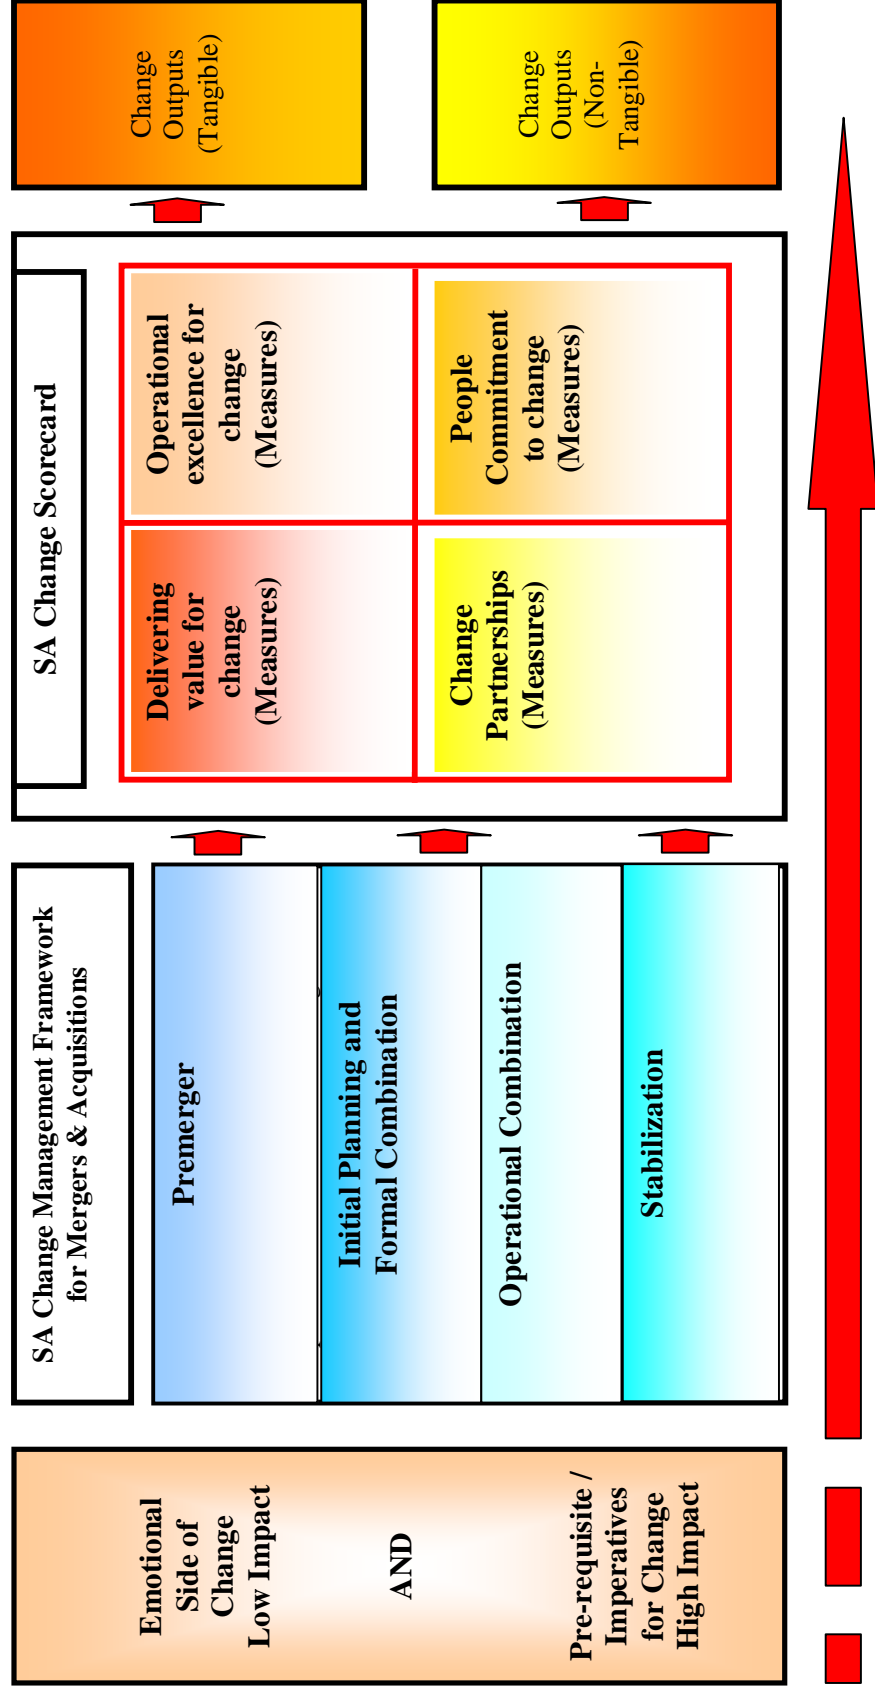 Emotional
Side of
Change
Low Impact
AND
Pre-requisite /
Imperatives
for Change
High Impact
SA Change Management Framework
for Mergers & Acquisitions
Premerger
Initial Planning and
Formal Combination
Operational Combination
Stabilization
SA Change Scorecard
Delivering
value for
change
(Measures)
Operational
excellence for
change
(Measures)
Change
Partnerships
(Measures)
People
Commitment
to change
(Measures)
Change
Outputs
(Tangible)
Change
Outputs
(Non-
Tangible)